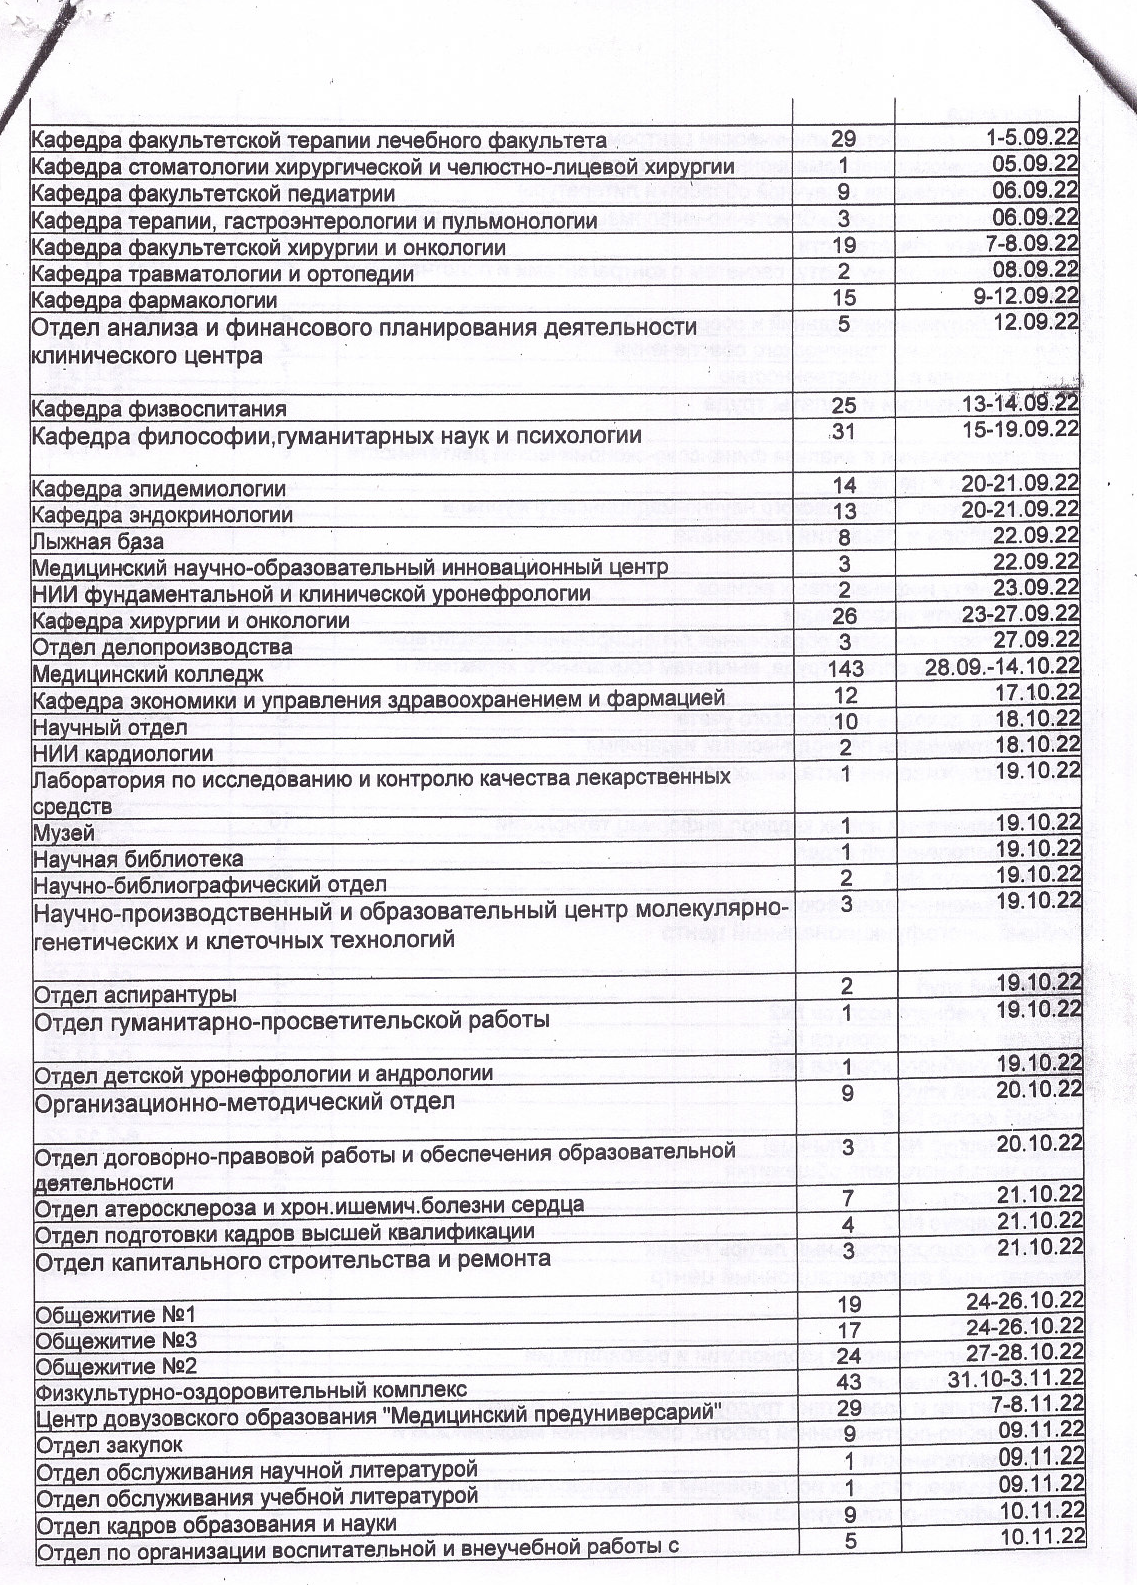 Кафедра факультетской терапии лечебного факультета 29 1-5.09.22
Кафедра стоматологии хирургической и челюстно-лицевой хирургии 1 05.09.22
Кафедра факультетской педиатрии 9 06.09.22
Кафедра терапии, гастроэнтерологии и пульмонологии 3 06.09.22
Кафедра факультетской хирургии и онкологии 19 7-8.09.22
Кафедра травматологии и ортопедии 2 08.09.22
Кафедра фармакологии 15 9-12.09.22
Отдел анализа и финансового планирования деятельности 5 12.09.22
клинического центра
Кафедра физвоспитания 25 13-14.09.22
Кафедра философии,гуманитарных наук и психологии 31 15-19.09.22
Кафедра эпидемиологии 14 20-21.09.22
Кафедра эндокринологии 13 20-21.09.22
Лыжная база 8 22.09.22
Медицинский научно-образовательный инновационный центр 3 22.09.22
НИИ фундаментальной и клинической уронефрологии 2 23.09.22
Кафедра хирургии и онкологии 26 23-27.09.22
Отдел делопроизводства 3 27.09.22
Медицинский колледж 143 28.09.-14.10.22
Кафедра экономики и управления здравоохранением и фармацией 12 17.10.22
Научный отдел 10 18.10.22
НИИ кардиологии 2 18.10.22
Лаборатория по исследованию и контролю качества лекарственных 1 19.10.22
средств
Музей 1 19.10.22
Научная библиотека 1 19.10.22
Научно-библиографический отдел 2 19.10.22
Научно-производственный и образовательный центр молекулярно- 3 19.10.22
генетических и клеточных технологий
Отдел аспирантуры 2 19.10.22
Отдел гуманитарно-просветительской работы 1 19.10.22
Отдел детской уронефрологии и андрологии 1 19.10.22
Организационно-методический отдел 9 20.10.22
Отдел договорно-правовой работы и обеспечения образовательной 3 20.10.22
деятельности
Отдел атеросклероза и хрон.ишемич.болезни сердца 7 21.10.22
Отдел подготовки кадров высшей квалификации 4 21.10.22
Отдел капитального строительства и ремонта 3 21.10.22
Общежитие №1 19 24-26.10.22
Общежитие №3 17 24-26.10.22
Общежитие №2 24 27-28.10.22
Физкультурно-оздоровительный комплекс 43 31.10-3.11.22
Центр довузовского образования "Медицинский предуниверсарий" 29 7-8.11.22
Отдел закупок 9 09.11.22
Отдел обслуживания научной литературой 1 09.11.22
Отдел обслуживания учебной литературой 1 09.11.22
Отдел кадров образования и науки 9 10.11.22
Отдел по организации воспитательной и внеучебной работы с 5 10.11.22